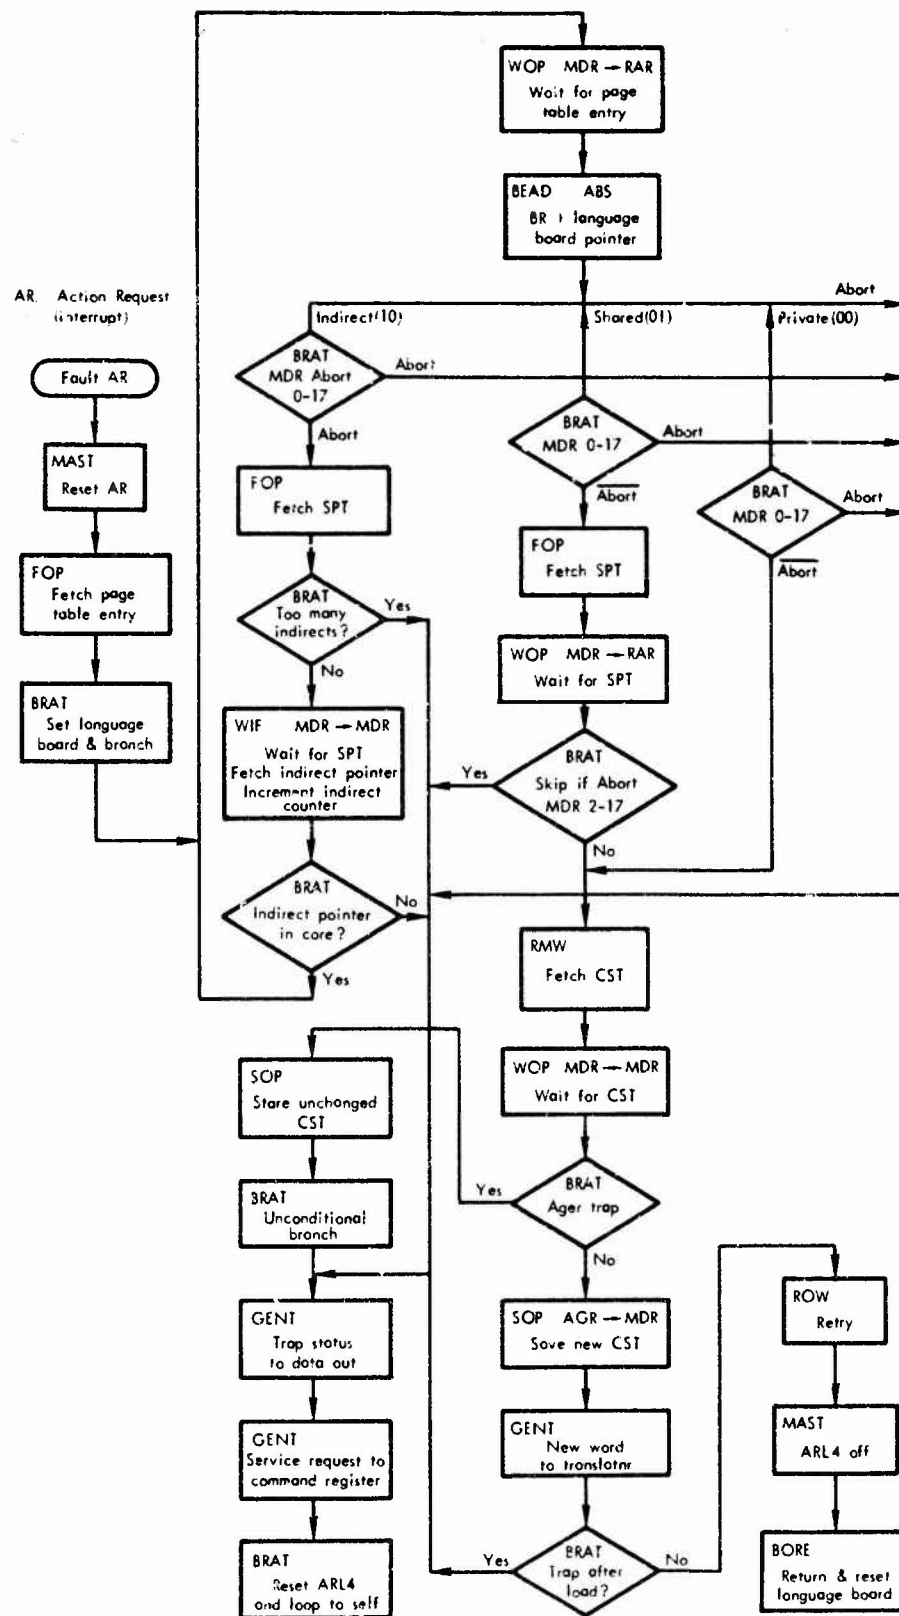 WOP MDR → RAR
Wait for page
table entry
BEAD ABS
language
board pointer
AR. Action Request
(interrupt)
Abort
Indirect(10)
Shared(01)
Private(00)
BRAT
MDR Abort
0-17
Abort
Fault AR
BRAT
MDR 0-17
Abort
Abort
MAST
Reset AR
FOP
Fetch SPT
Abort
BRAT
MDR 0-17
Abort
Abort
FOP
Fetch page
table entry
FOP
Fetch SPT
BRAT
Too many
indirects?
Yes
No
WOP MDR → RAR
Wait for SPT
BRAT
Set language
board & branch
WIF MDR → MDR
Wait for SPT
Fetch indirect pointer
Increment indirect
counter
Yes
BRAT
Skip if Abort
MDR 2-17
No
BRAT
Indirect pointer
in core?
No
Yes
RMW
Fetch CST
WOP MDR → MDR
Wait for CST
SOP
Stare unchanged
CST
BRAT
Ager trap
Yes
No
BRAT
Unconditional
branch
SOP AGR → MDR
Save new CST
ROW
Retry
GENT
Trap status
to data out
GENT
New word
to translatnr
MAST
ARL4 off
GENT
Service request to
command register
BRAT
Trap after
load?
Yes
No
BRAT
Reset ARL4
and loop to self
BORE
Return & reset
language board